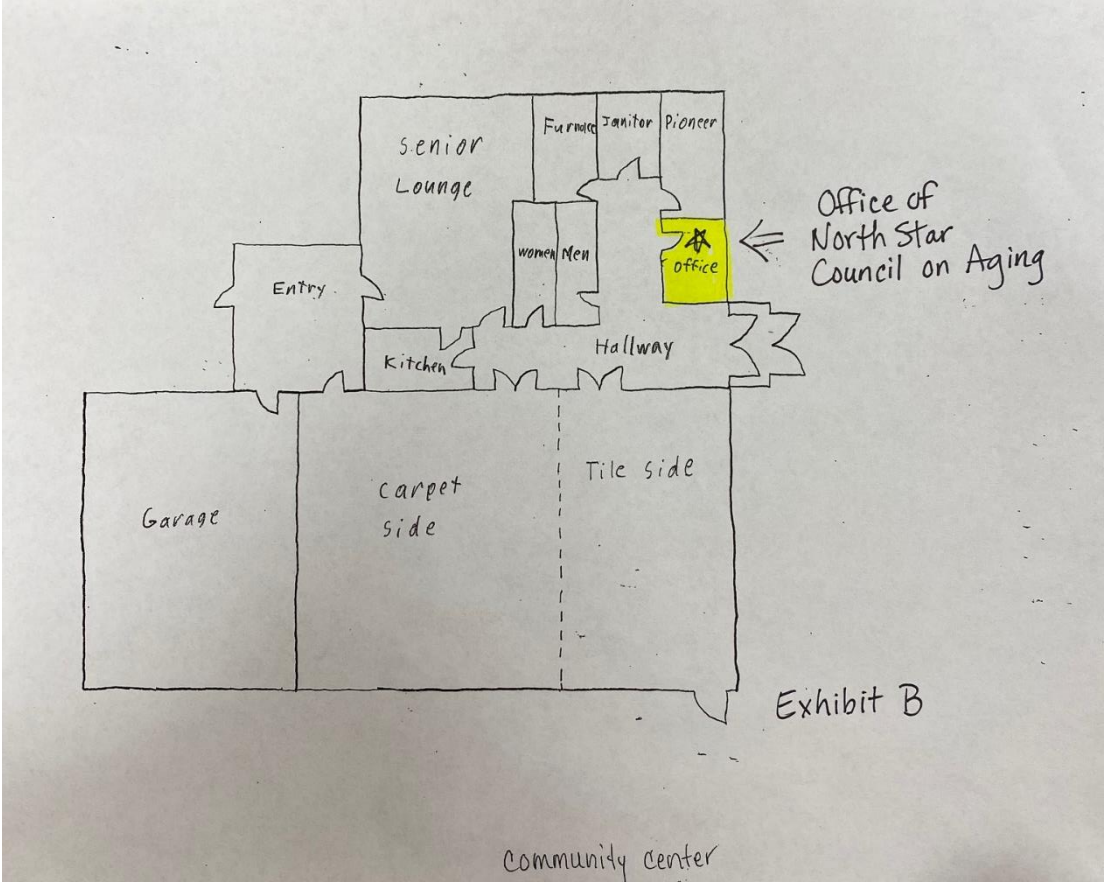 Furnace
Janitor
Pioneer
Senior
Lounge
Office of
North Star
Council on Aging
women
Men
office
Entry
Hallway
Kitchen
Tile side
Carpet
side
Garage
Exhibit B
Community Center